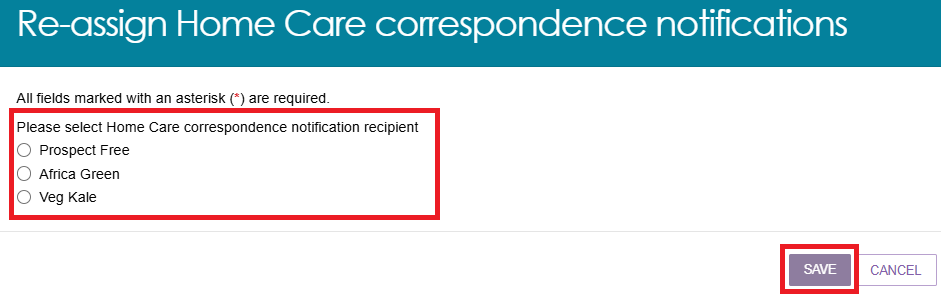 Re-assign Home Care correspondence notifications
All fields marked with an asterisk (*) are required.
Please select Home Care correspondence notification recipient
Prospect Free
Africa Green
Veg Kale
SAVE CANCEL